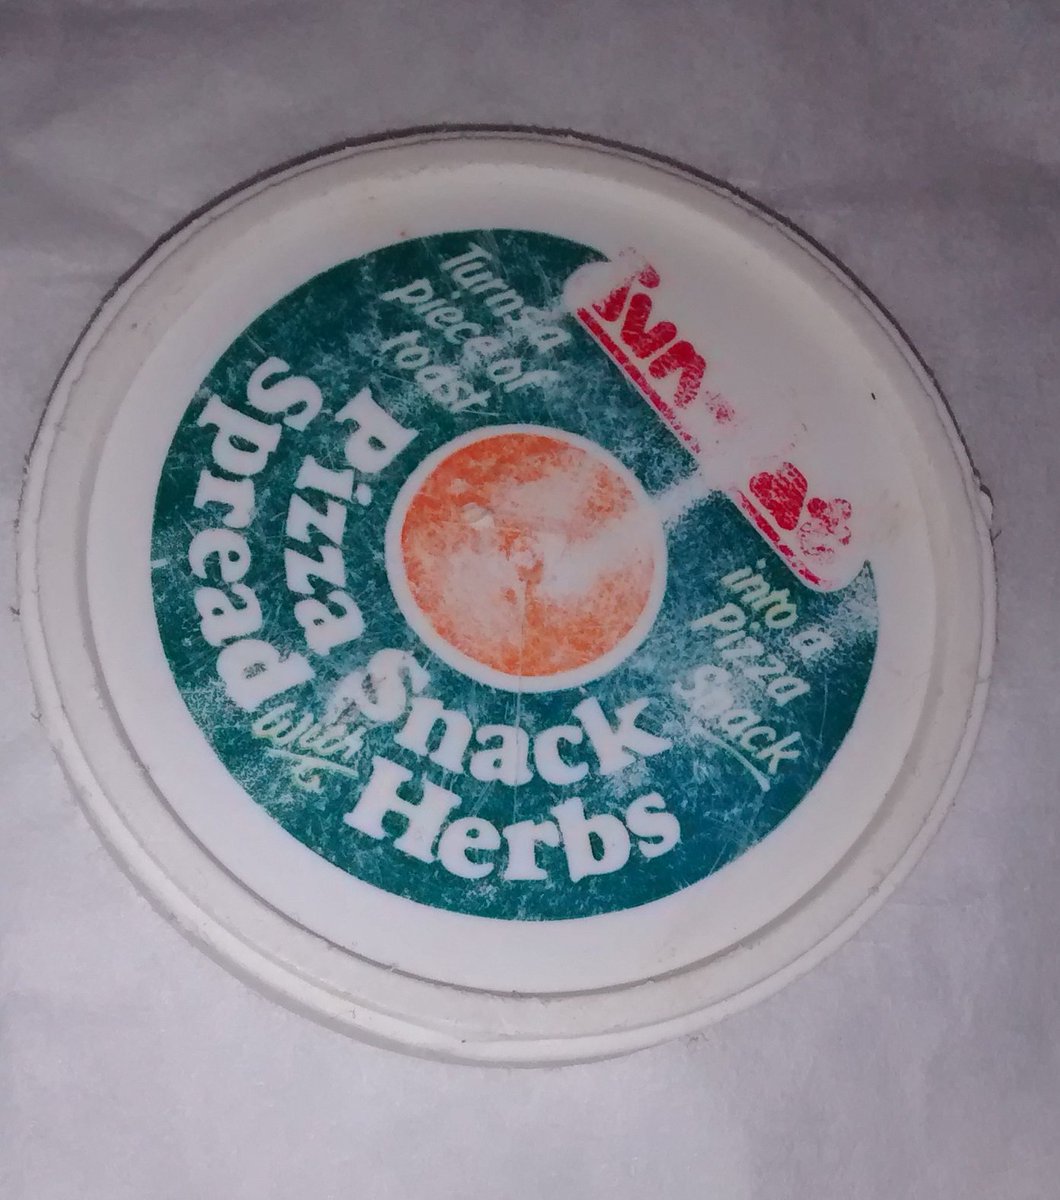 Turns a
piece of
toast
into a
Pizza
Snack
Pizza Snack
Spread with Herbs